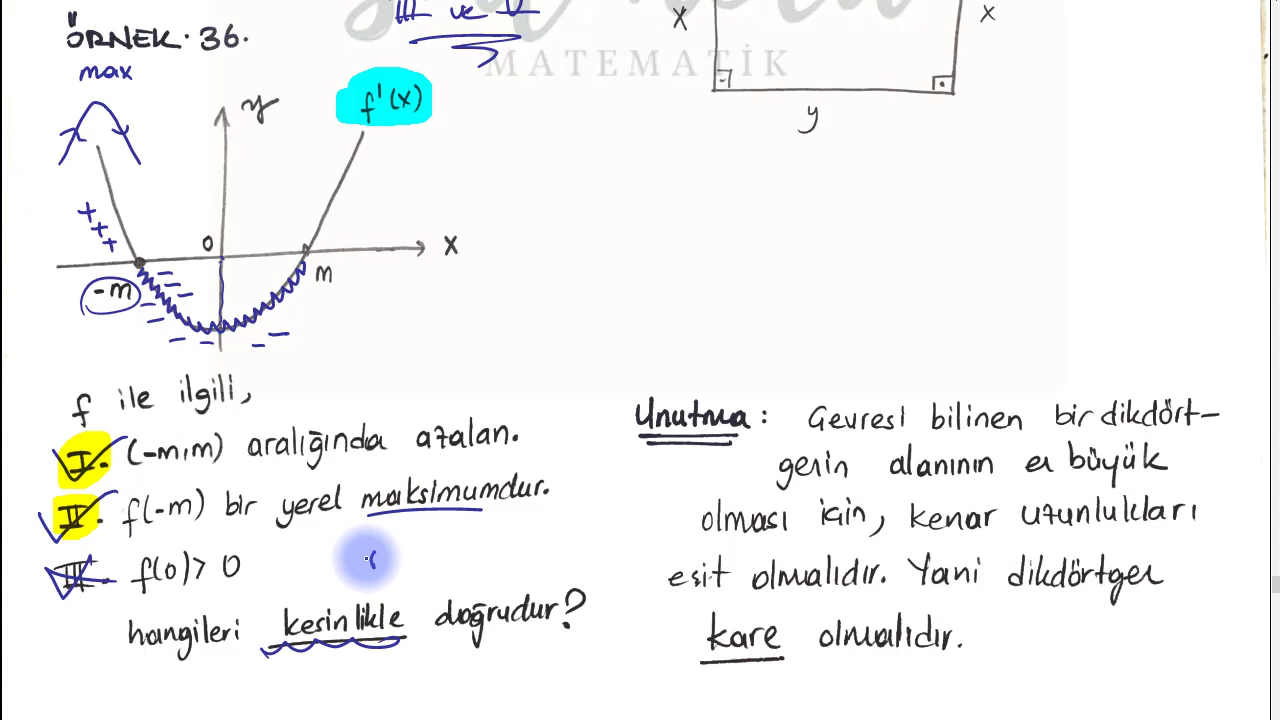 III ve V
MATEMATİK
ÖRNEK. 36.
max
y
f'(x)
x
x
y
+
+
+
0
x
-m
m
f ile ilgili,
I. (-m,m) aralığında azalan.
II. f(-m) bir yerel maksimumdur.
III. f(0)> 0
hangileri kesinlikle doğrudur?
Unutma: Çevresi bilinen bir dikdört-
genin alanının en büyük
olması için, kenar uzunlukları
eşit olmalıdır. Yani dikdörtgen
kare olmalıdır.